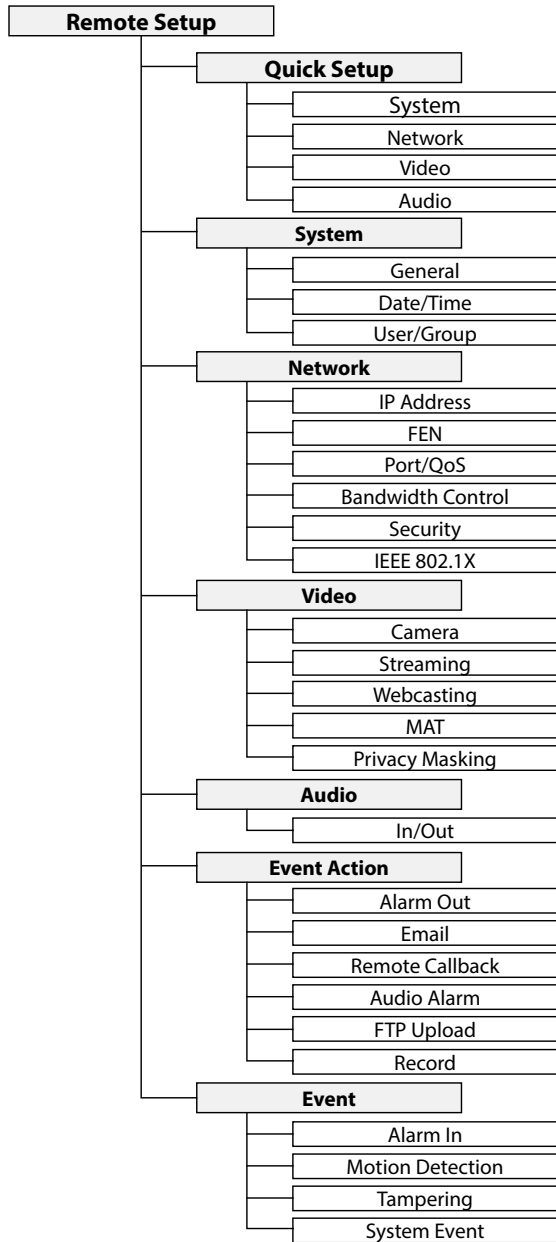 Remote Setup
Quick Setup
System
Network
Video
Audio
System
General
Date/Time
User/Group
Network
IP Address
FEN
Port/QoS
Bandwidth Control
Security
IEEE 802.1X
Video
Camera
Streaming
Webcasting
MAT
Privacy Masking
Audio
In/Out
Event Action
Alarm Out
Email
Remote Callback
Audio Alarm
FTP Upload
Record
Event
Alarm In
Motion Detection
Tampering
System Event